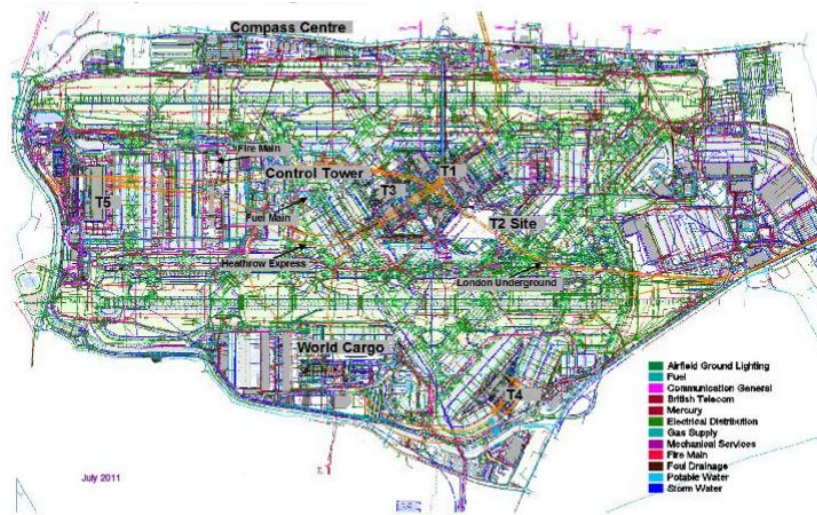 Compass Centre
Fire Main
Control Tower
T1
T3
T5
Fuel Main
T2 Site
Heathrow Express
London Underground
World Cargo
T4
Airfield Ground Lighting
Fuel
Communication General
British Telecom
Mercury
Electrical Distribution
Gas Supply
Mechanical Services
Fire Main
Foul Drainage
Potable Water
Storm Water
July 2011